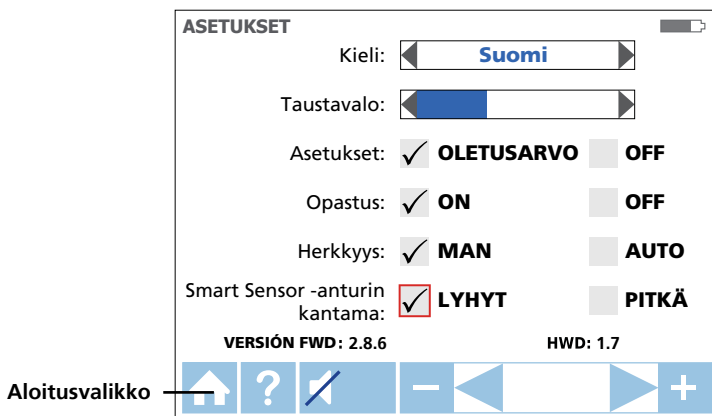 ASETUKSET
Kieli: Suomi
Taustavalo:
Asetukset: OLETUSARVO OFF
Opastus: ON OFF
Herkkyys: MAN AUTO
Smart Sensor -anturin
kantama: LYHYT PITKÄ
VERSIÓN FWD: 2.8.6 HWD: 1.7
Aloitusvalikko ? − +